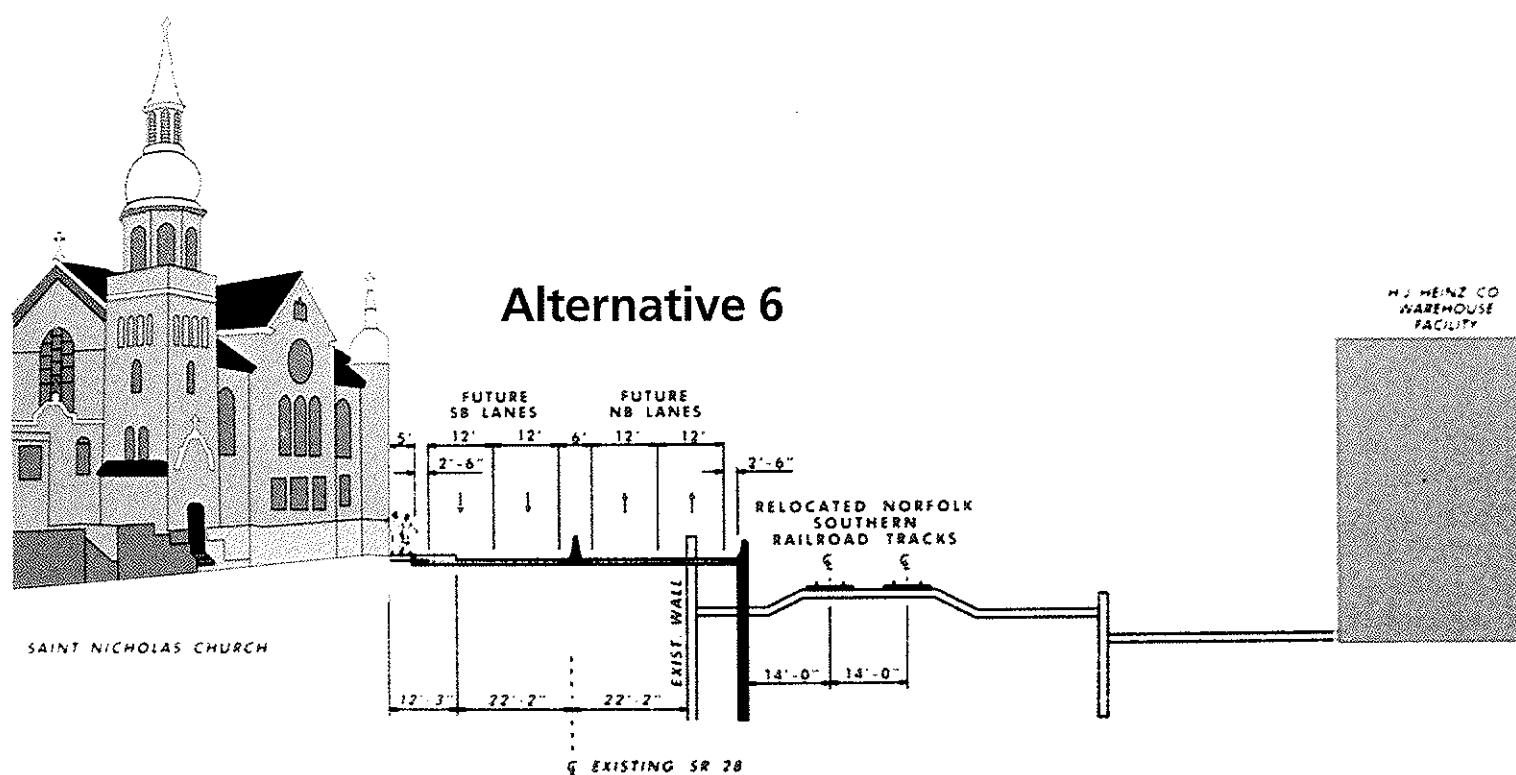 Alternative 6
H J HEINZ CO
WAREHOUSE
FACILITY
FUTURE
SB LANES
FUTURE
NB LANES
5' 12' 12' 6' 12' 12'
2'-6" 2'-6"
RELOCATED NORFOLK
SOUTHERN
RAILROAD TRACKS
℄ ℄
EXIST. WALL
SAINT NICHOLAS CHURCH
14'-0" 14'-0"
12'-3" 22'-2" 22'-2"
℄ EXISTING SR 28